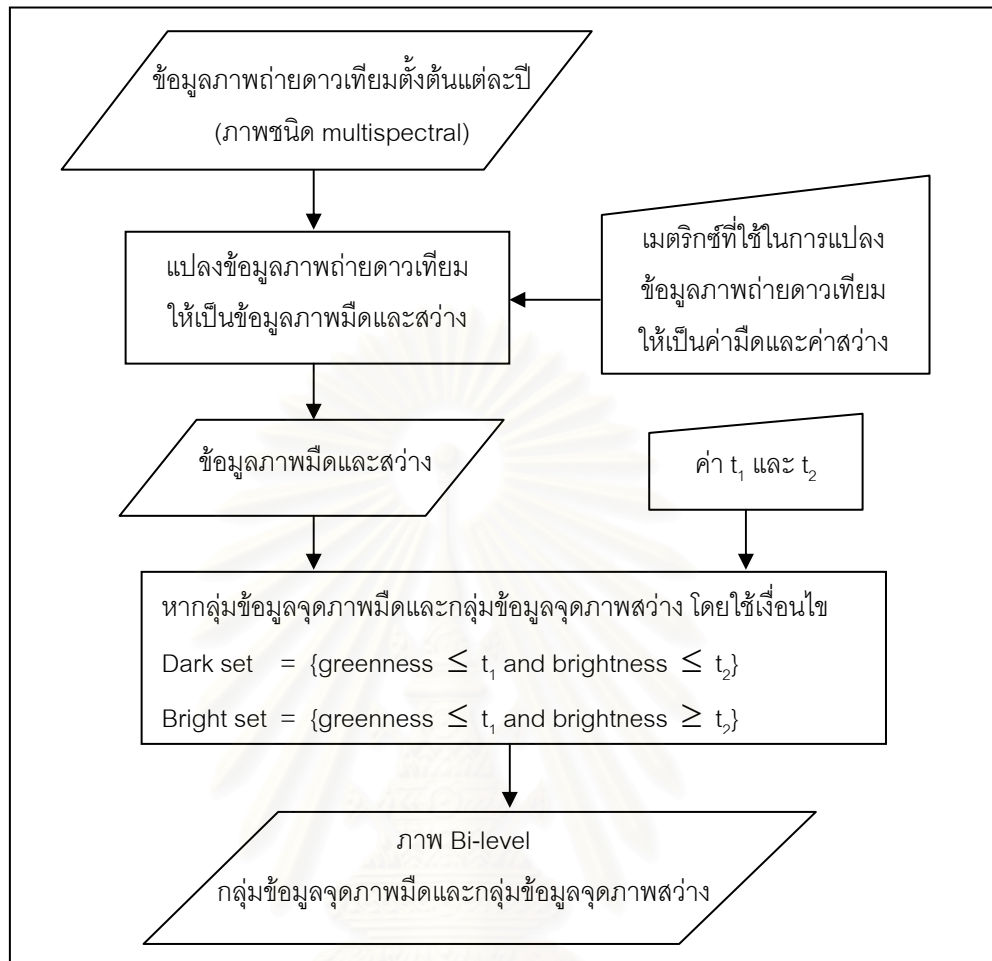 ข้อมูลภาพถ่ายดาวเทียมตั้งต้นแต่ละปี
(ภาพชนิด multispectral)
แปลงข้อมูลภาพถ่ายดาวเทียม
ให้เป็นข้อมูลภาพมืดและสว่าง
เมตริกซ์ที่ใช้ในการแปลง
ข้อมูลภาพถ่ายดาวเทียม
ให้เป็นค่ามืดและค่าสว่าง
ข้อมูลภาพมืดและสว่าง
ค่า t₁ และ t₂
หากลุ่มข้อมูลจุดภาพมืดและกลุ่มข้อมูลจุดภาพสว่าง โดยใช้เงื่อนไข
Dark set = {greenness ≤ t₁ and brightness ≤ t₂}
Bright set = {greenness ≤ t₁ and brightness ≥ t₂}
ภาพ Bi-level
กลุ่มข้อมูลจุดภาพมืดและกลุ่มข้อมูลจุดภาพสว่าง